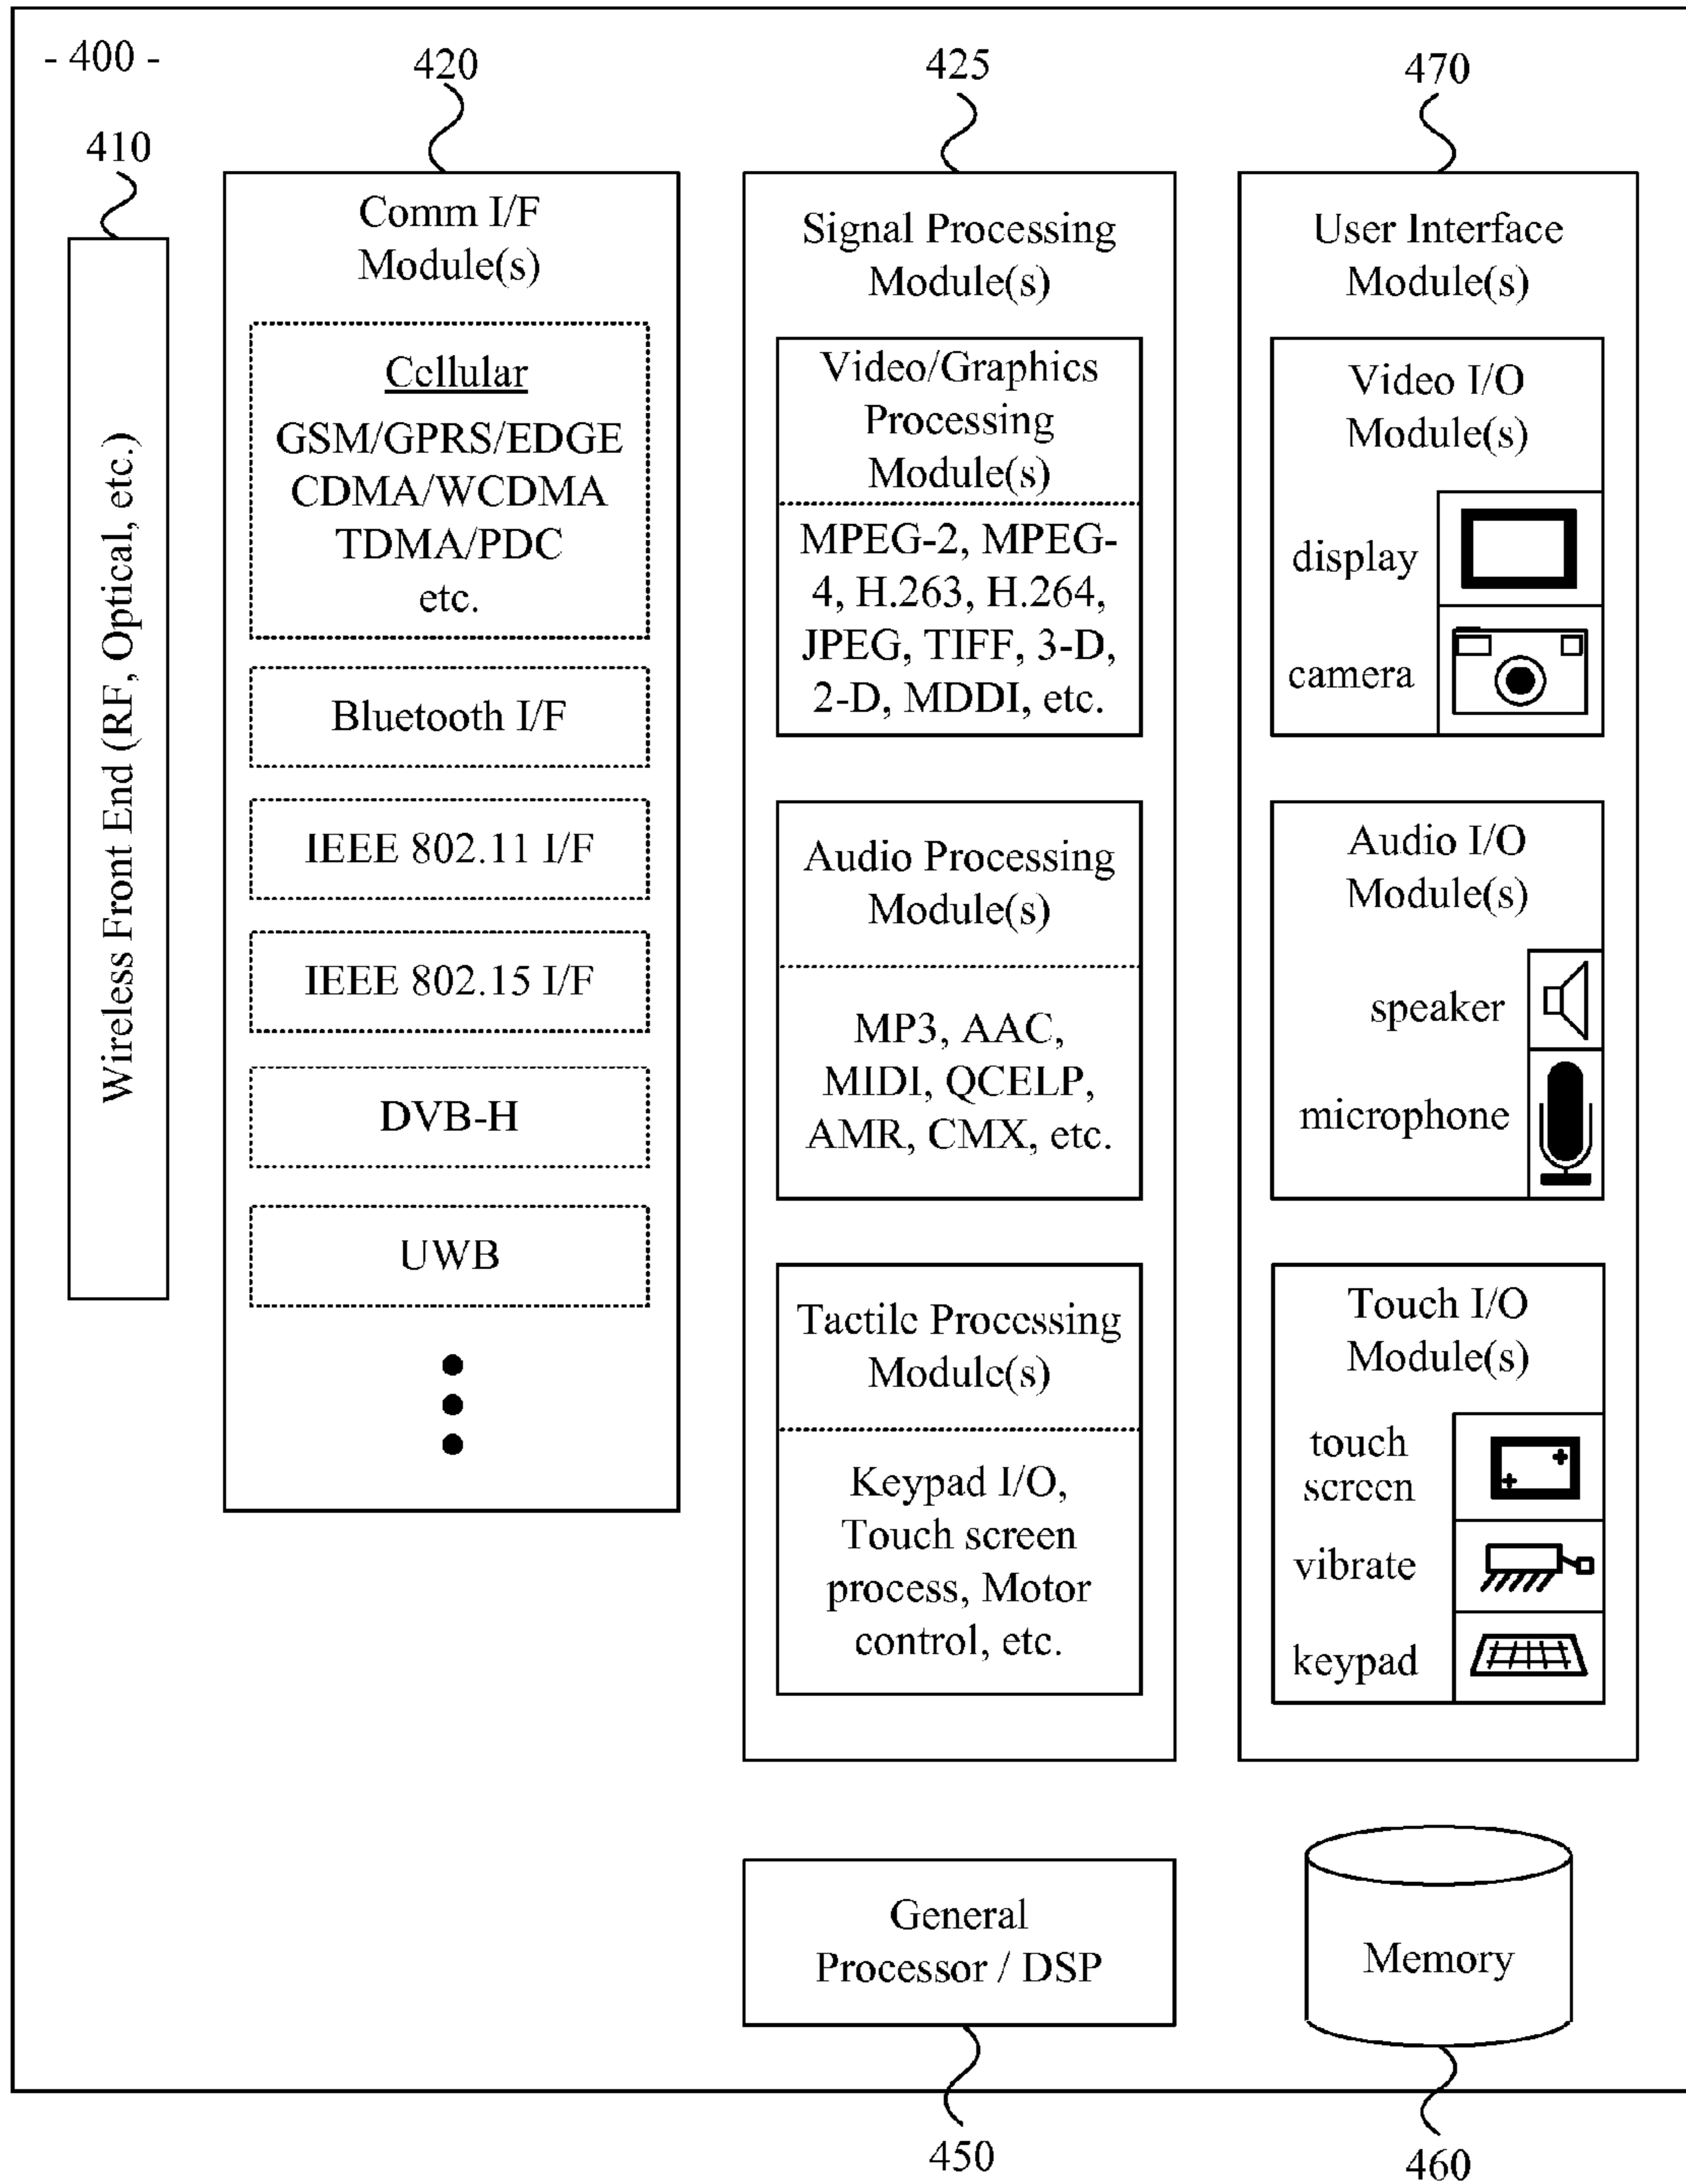 - 400 -
410
Wireless Front End (RF, Optical, etc.)
420
Comm I/F
Module(s)
Cellular
GSM/GPRS/EDGE
CDMA/WCDMA
TDMA/PDC
etc.
Bluetooth I/F
IEEE 802.11 I/F
IEEE 802.15 I/F
DVB-H
UWB
425
Signal Processing
Module(s)
Video/Graphics
Processing
Module(s)
MPEG-2, MPEG-
4, H.263, H.264,
JPEG, TIFF, 3-D,
2-D, MDDI, etc.
Audio Processing
Module(s)
MP3, AAC,
MIDI, QCELP,
AMR, CMX, etc.
Tactile Processing
Module(s)
Keypad I/O,
Touch screen
process, Motor
control, etc.
470
User Interface
Module(s)
Video I/O
Module(s)
display
camera
Audio I/O
Module(s)
speaker
microphone
Touch I/O
Module(s)
touch
screen
vibrate
keypad
General
Processor / DSP
450
Memory
460